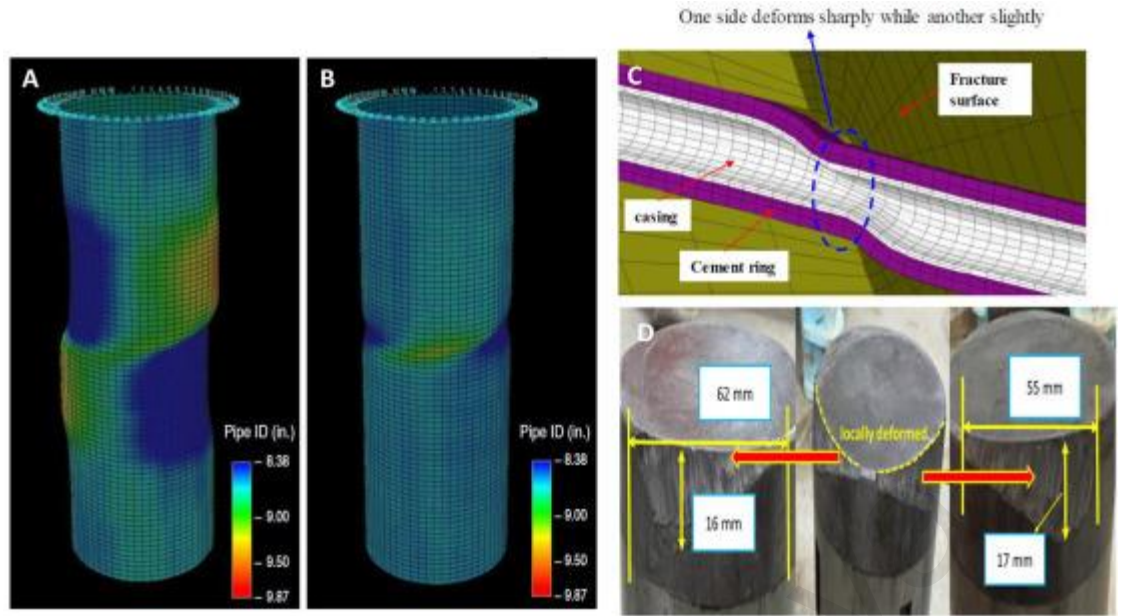 One side deforms sharply while another slightly
A
B
C
Fracture
surface
casing
Cement ring
Pipe ID (in.)
8.38
9.00
9.50
9.87
Pipe ID (in.)
8.38
9.00
9.50
9.87
D
62 mm
16 mm
locally deformed
55 mm
17 mm